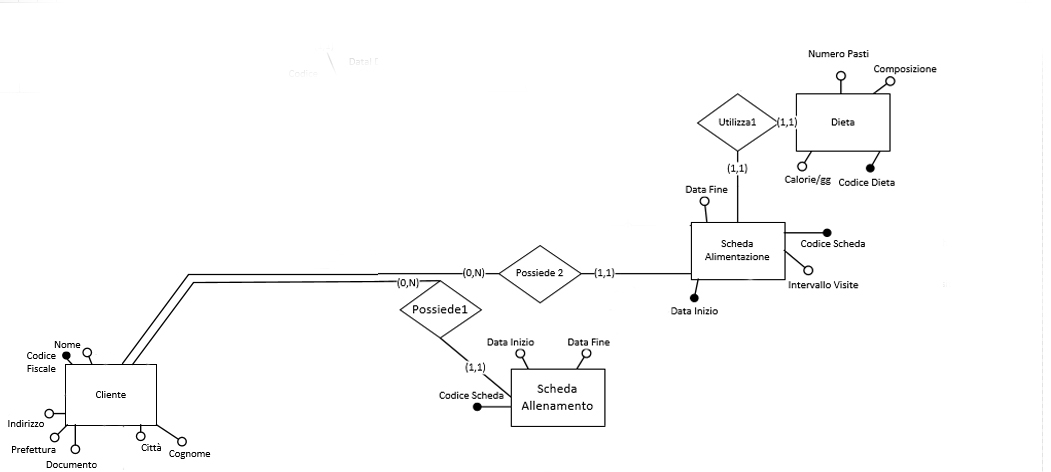 Numero Pasti
Composizione
Utilizza1
(1,1)
Dieta
(1,1)
Calorie/gg
Codice Dieta
Data Fine
Scheda
Alimentazione
Codice Scheda
Intervallo Visite
Data Inizio
(0,N)
Possiede 2
(1,1)
(0,N)
Possiede1
(1,1)
Data Inizio
Data Fine
Codice Scheda
Scheda
Allenamento
Nome
Codice
Fiscale
Cliente
Indirizzo
Prefettura
Documento
Città
Cognome